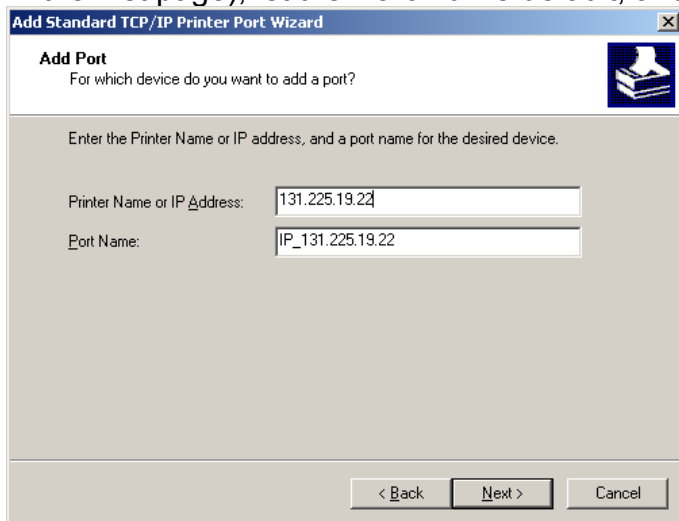 Add Standard TCP/IP Printer Port Wizard
Add Port
For which device do you want to add a port?
Enter the Printer Name or IP address, and a port name for the desired device.
Printer Name or IP Address: 131.225.19.22
Port Name: IP_131.225.19.22
< Back Next > Cancel